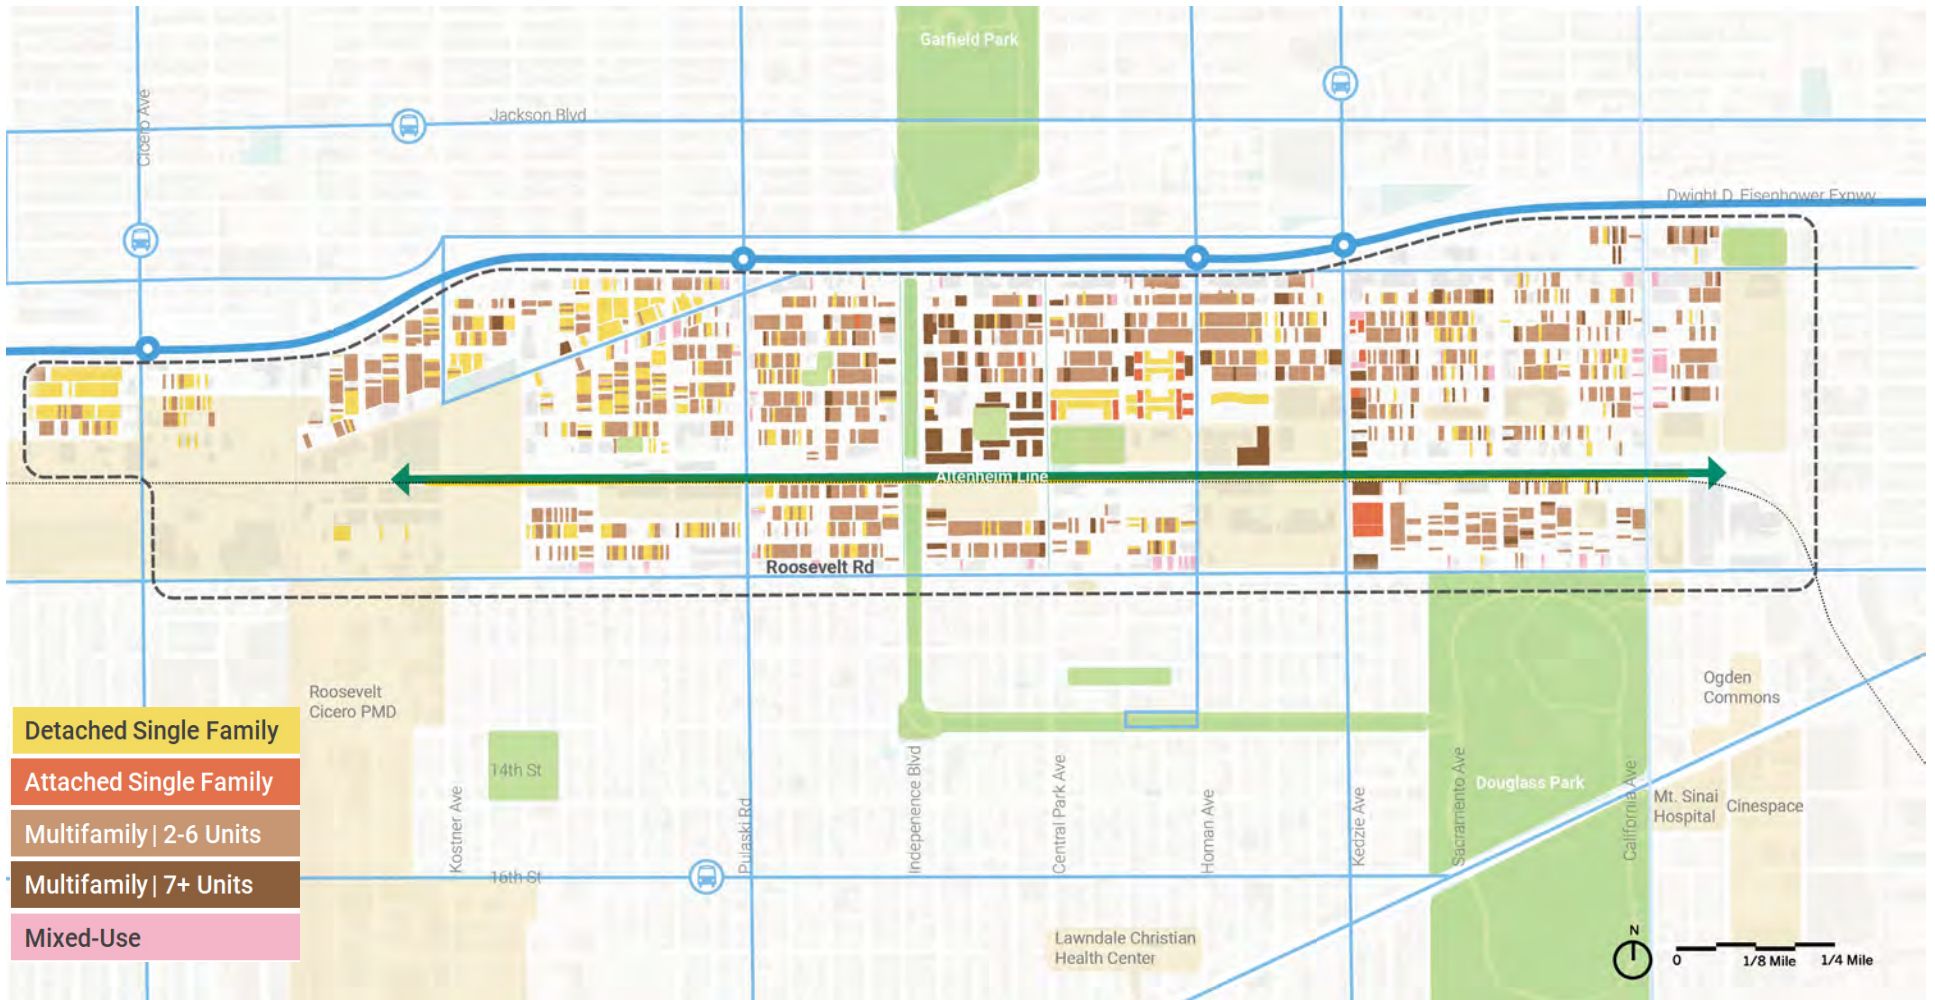 Garfield Park
Cicero Ave
Jackson Blvd
Dwight D. Eisenhower Expwy
Altenheim Line
Roosevelt Rd
Roosevelt
Cicero PMD
Ogden
Commons
Detached Single Family
Attached Single Family
Multifamily | 2-6 Units
Multifamily | 7+ Units
Mixed-Use
14th St
16th St
Kostner Ave
Pulaski Rd
Indepenence Blvd
Central Park Ave
Homan Ave
Kedzie Ave
Sacramento Ave
Douglass Park
California Ave
Mt. Sinai
Hospital
Cinespace
Lawndale Christian
Health Center
N
0
1/8 Mile
1/4 Mile